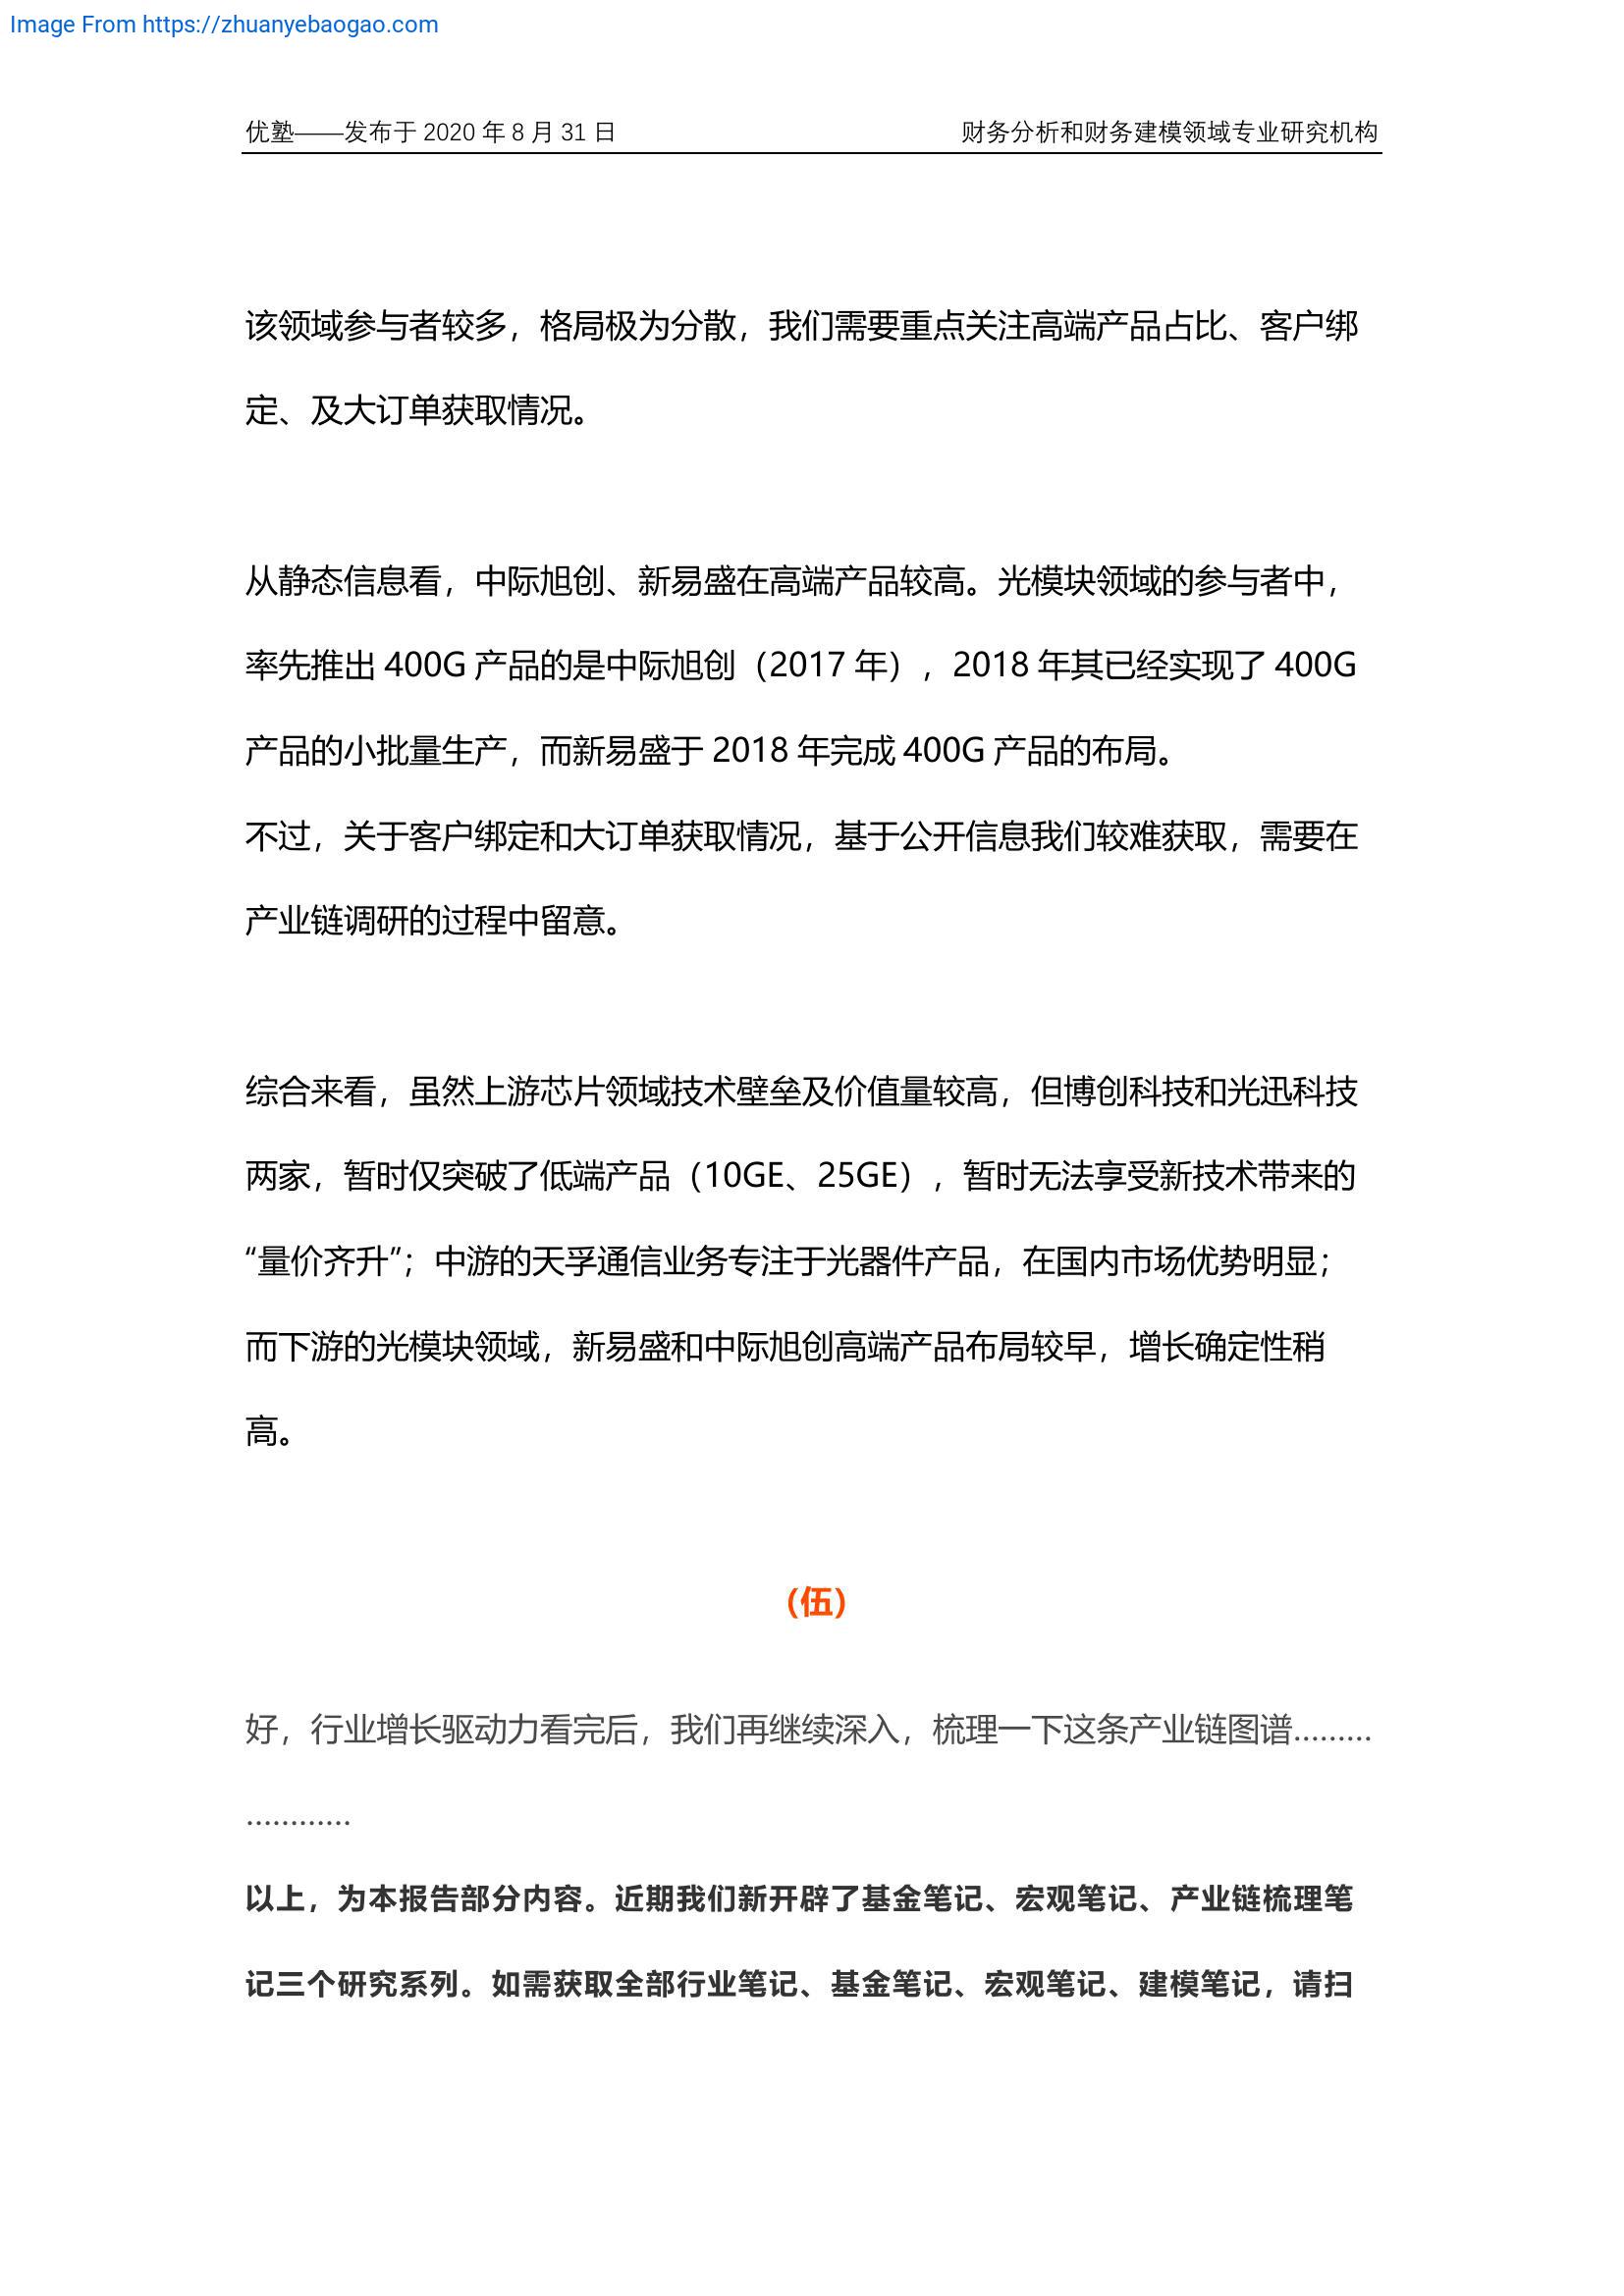 Image From https://zhuanyebaogao.com
优塾——发布于 2020 年 8 月 31 日 财务分析和财务建模领域专业研究机构
该领域参与者较多，格局极为分散，我们需要重点关注高端产品占比、客户绑
定、及大订单获取情况。
从静态信息看，中际旭创、新易盛在高端产品较高。光模块领域的参与者中，
率先推出 400G 产品的是中际旭创（2017 年），2018 年其已经实现了 400G
产品的小批量生产，而新易盛于 2018 年完成 400G 产品的布局。
不过，关于客户绑定和大订单获取情况，基于公开信息我们较难获取，需要在
产业链调研的过程中留意。
综合来看，虽然上游芯片领域技术壁垒及价值量较高，但博创科技和光迅科技
两家，暂时仅突破了低端产品（10GE、25GE），暂时无法享受新技术带来的
“量价齐升”；中游的天孚通信业务专注于光器件产品，在国内市场优势明显；
而下游的光模块领域，新易盛和中际旭创高端产品布局较早，增长确定性稍
高。
（伍）
好，行业增长驱动力看完后，我们再继续深入，梳理一下这条产业链图谱………
…………
以上，为本报告部分内容。近期我们新开辟了基金笔记、宏观笔记、产业链梳理笔
记三个研究系列。如需获取全部行业笔记、基金笔记、宏观笔记、建模笔记，请扫